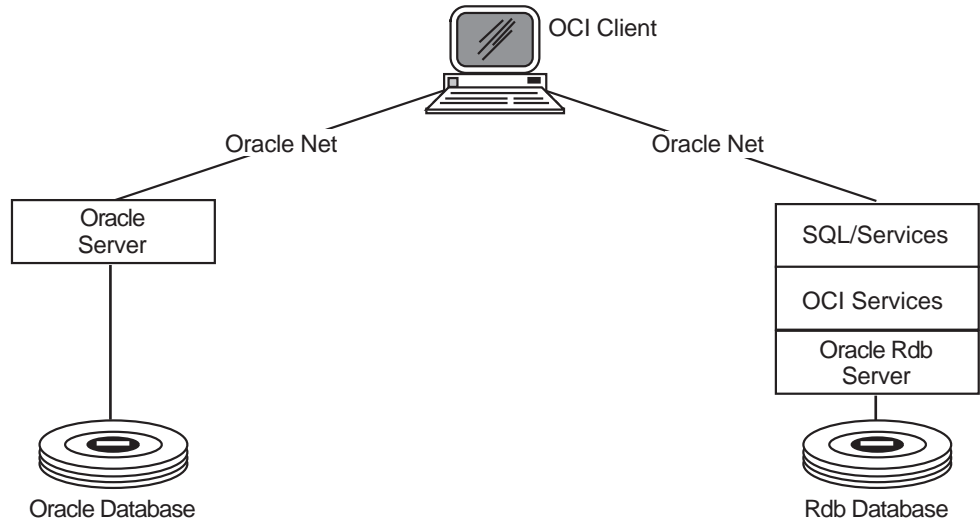 OCI Client
Oracle Net
Oracle Net
Oracle
Server
SQL/Services
OCI Services
Oracle Rdb
Server
Oracle Database
Rdb Database